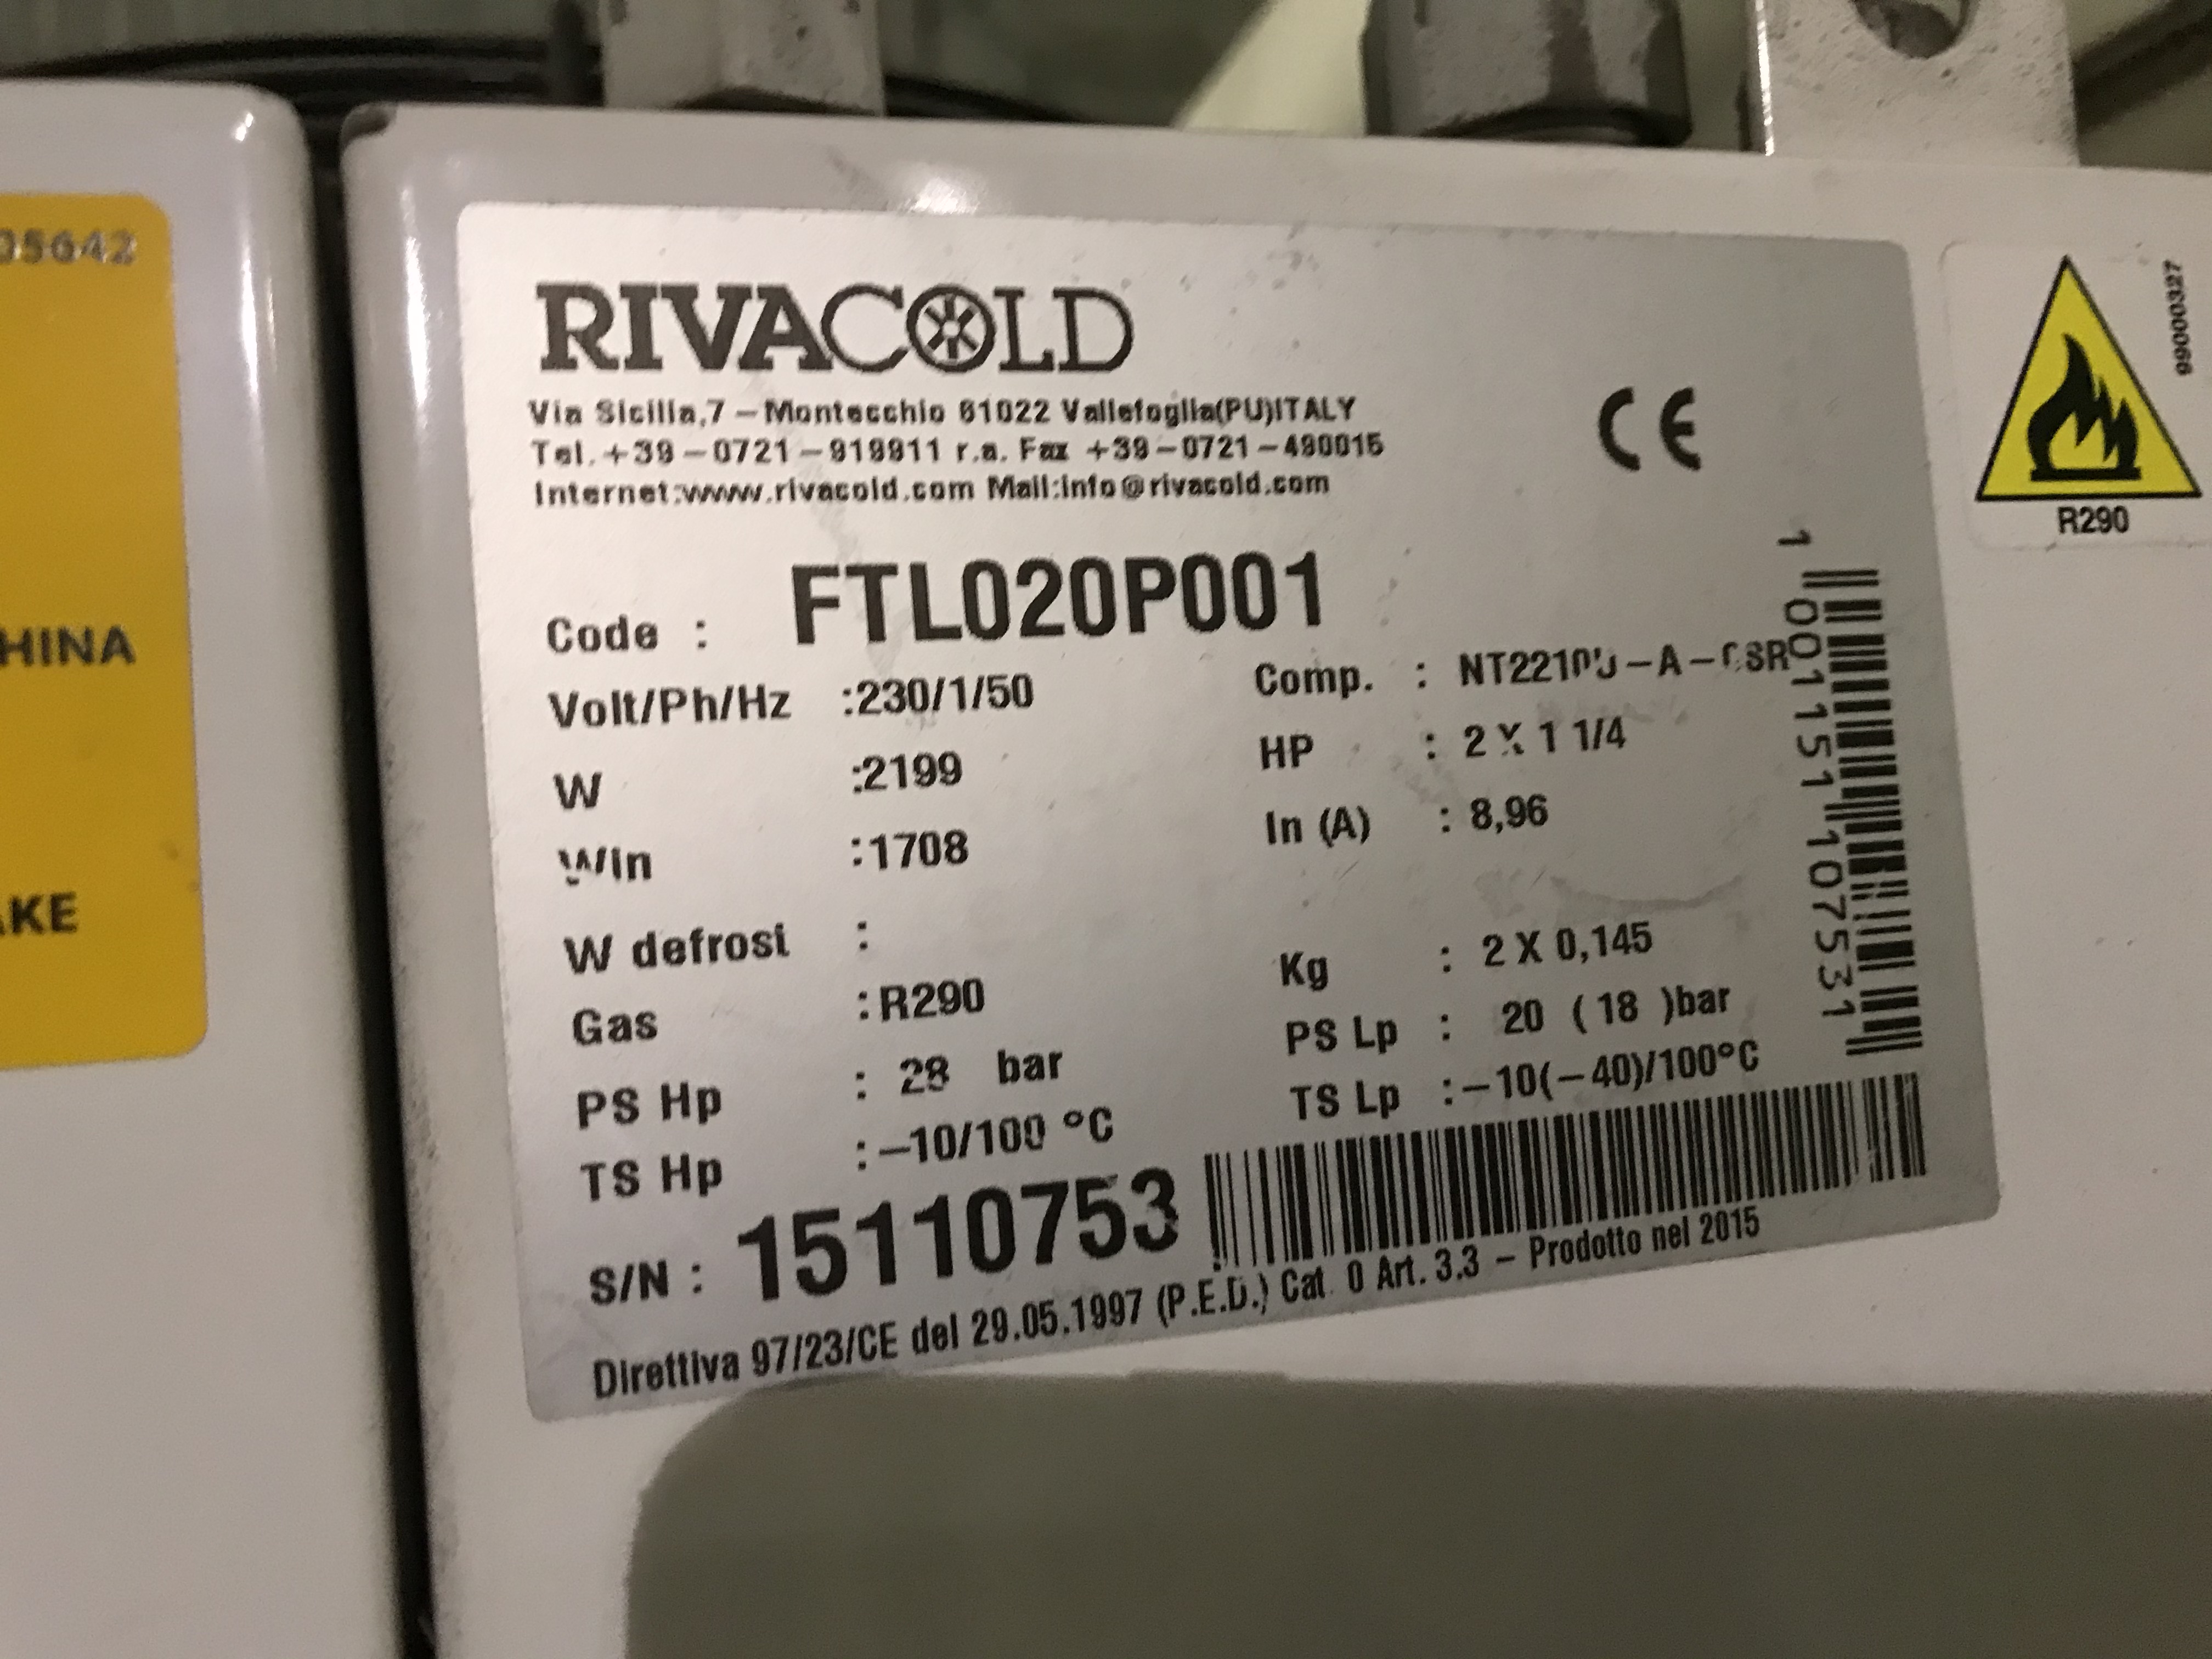 05642
HINA
AKE
RIVACOLD
Via Sicilia,7 – Montecchio 61022 Vallefoglia(PU)ITALY
Tel. +39–0721–919911 r.a. Fax +39–0721–490015
Internet:www.rivacold.com Mail:info@rivacold.com
CE
R290
99000327
Code : FTL020P001
Volt/Ph/Hz :230/1/50
Comp. :
W :2199
HP : 2 X 1 1/4
Win :1708
In (A) : 8,96
W defrost :
Gas :R290
Kg : 2 X 0,145
PS Hp : 28 bar
PS Lp : 20 ( 18 )bar
TS Hp :–10/100 °C
TS Lp :–10(–40)/100°C
S/N : 15110753
Direttiva 97/23/CE del 29.05.1997 (P.E.D.) Cat. 0 Art. 3.3 – Prodotto nel 2015
1 001151107531